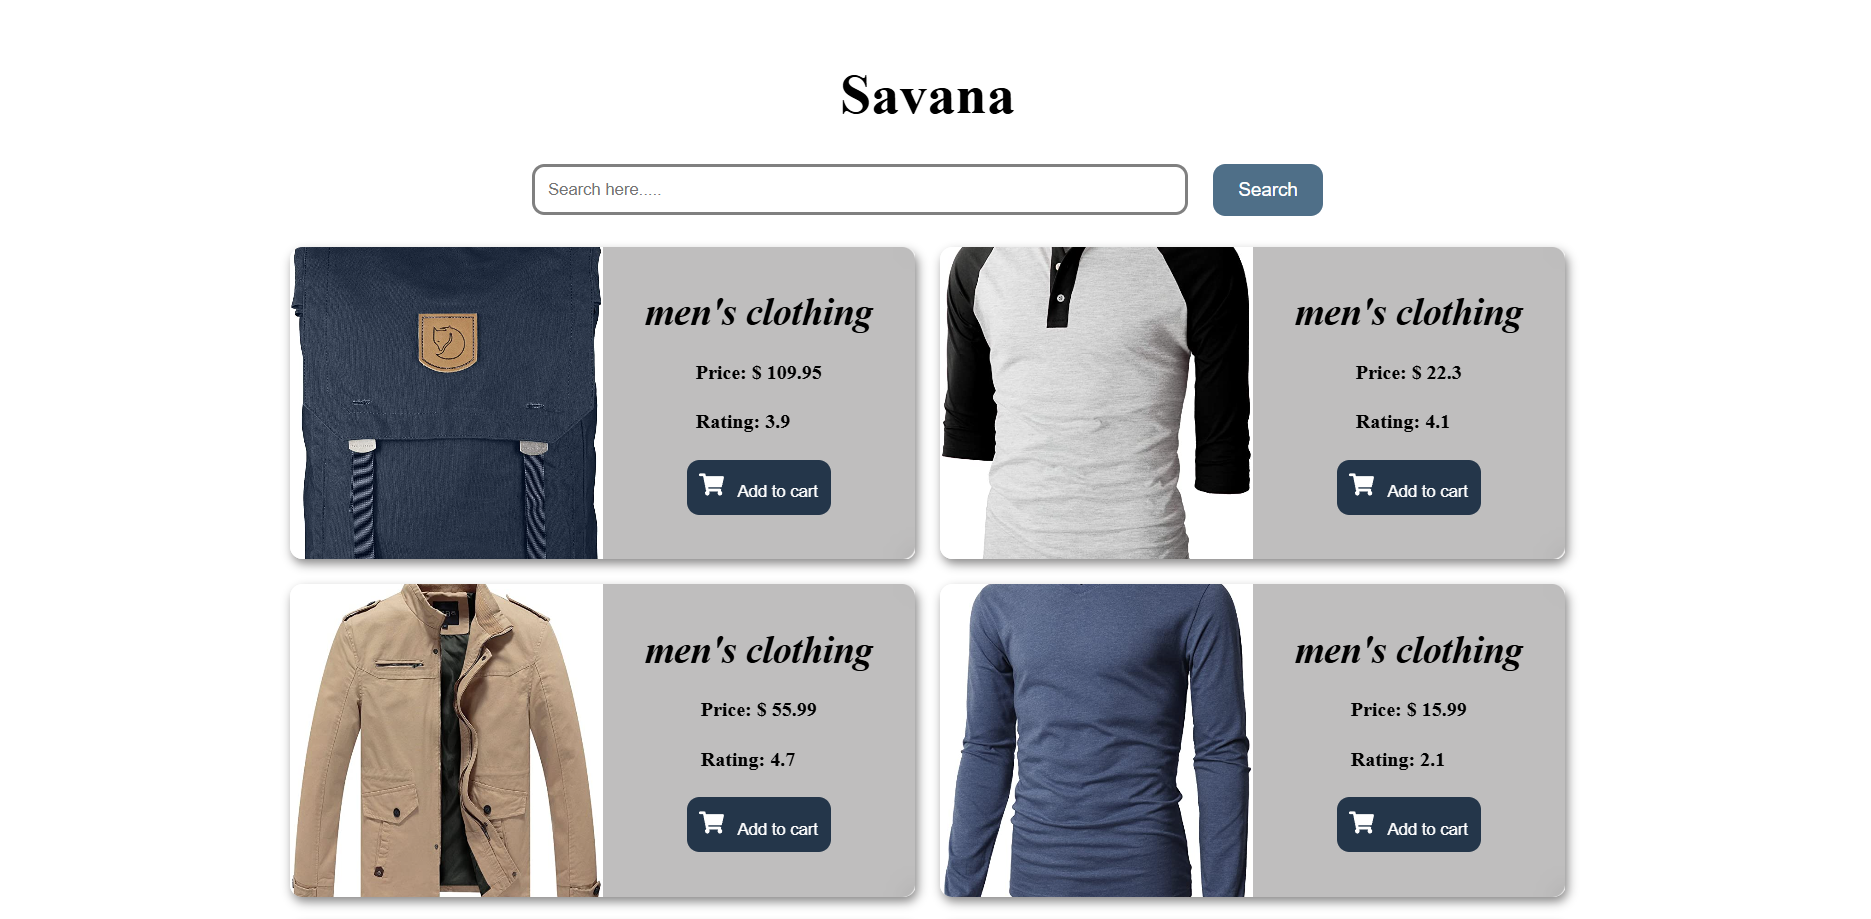 Savana
Search here.....
Search
men's clothing
Price: $ 109.95
Rating: 3.9
Add to cart
men's clothing
Price: $ 22.3
Rating: 4.1
Add to cart
men's clothing
Price: $ 55.99
Rating: 4.7
Add to cart
men's clothing
Price: $ 15.99
Rating: 2.1
Add to cart